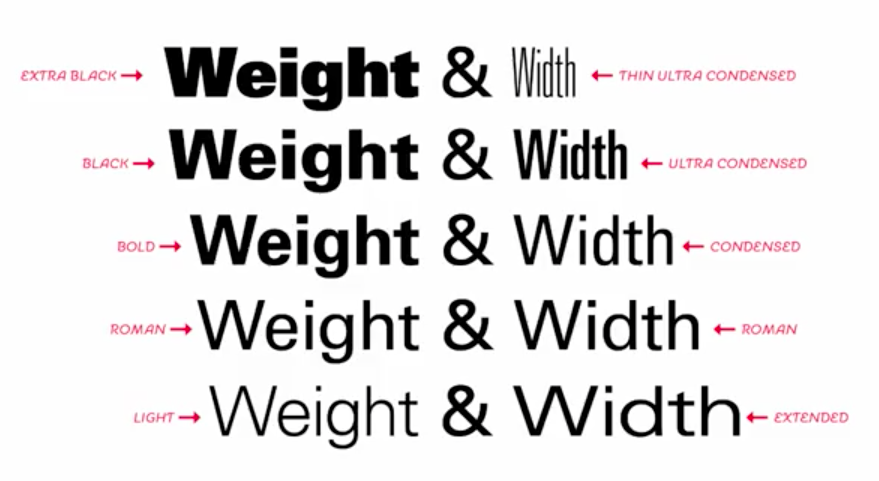 EXTRA BLACK → Weight & Width ← THIN ULTRA CONDENSED
BLACK → Weight & Width ← ULTRA CONDENSED
BOLD → Weight & Width ← CONDENSED
ROMAN → Weight & Width ← ROMAN
LIGHT → Weight & Width ← EXTENDED